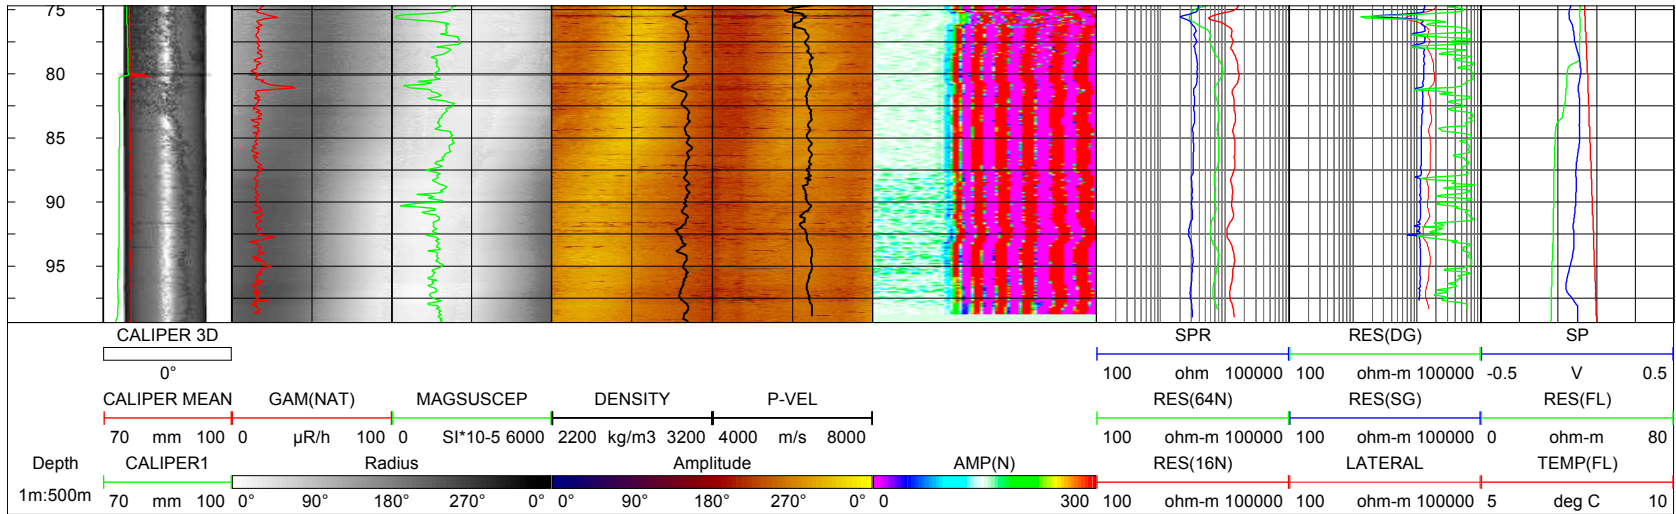 75
80
85
90
95
CALIPER 3D SPR RES(DG) SP
0°
100 ohm 100000 100 ohm-m 100000 -0.5 V 0.5
CALIPER MEAN GAM(NAT) MAGSUSCEP DENSITY P-VEL RES(64N) RES(SG) RES(FL)
70 mm 100 0 µR/h 100 0 SI*10-5 6000 2200 kg/m3 3200 4000 m/s 8000 100 ohm-m 100000 100 ohm-m 100000 0 ohm-m 80
Depth CALIPER1 Radius Amplitude AMP(N) RES(16N) LATERAL TEMP(FL)
1m:500m 70 mm 100 0° 90° 180° 270° 0° 0° 90° 180° 270° 0° 0 300 100 ohm-m 100000 100 ohm-m 100000 5 deg C 10